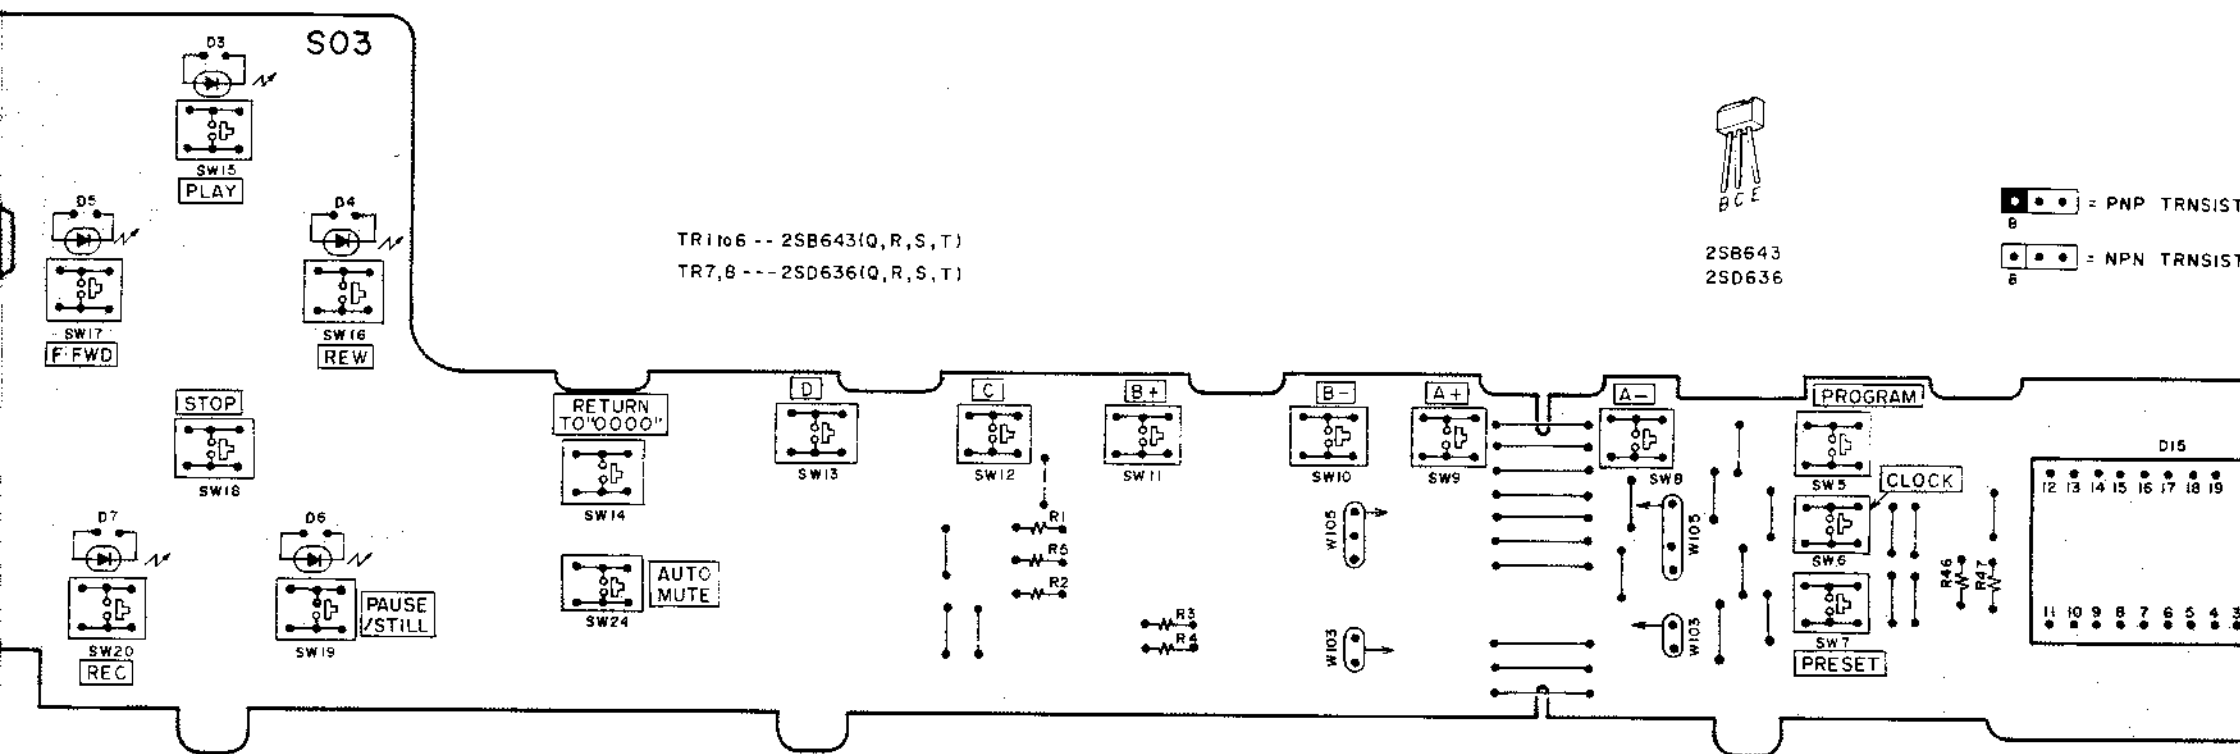 S03
D3
SW15
PLAY
D5
SW17
F·FWD
D4
SW16
REW
STOP
SW18
D7
SW20
REC
D6
SW19
PAUSE
/STILL
TR1 to 6 -- 2SB643(Q,R,S,T)
TR7,8 --- 2SD636(Q,R,S,T)
B C E
2SB643
2SD636
= PNP TRNSIST
B
= NPN TRNSIST
B
RETURN
TO"0000"
SW14
AUTO
MUTE
SW24
D
SW13
C
SW12
B+
SW11
B-
SW10
A+
SW9
A-
SW8
R1
R5
R2
R3
R4
W105
W103
W105
W103
PROGRAM
SW5
CLOCK
SW6
SW7
PRESET
R46
R47
D15
12 13 14 15 16 17 18 19
11 10 9 8 7 6 5 4 3